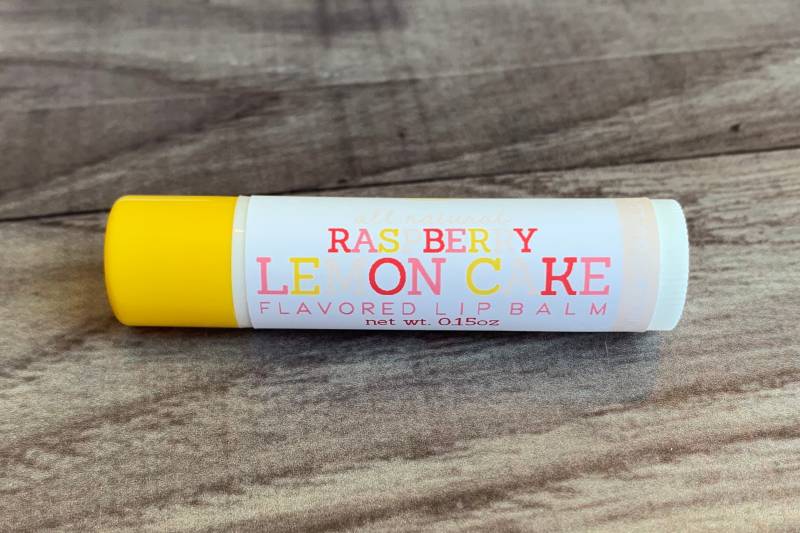 all natural
RASPBERRY
LEMON CAKE
FLAVORED LIP BALM
net wt. 0.15oz